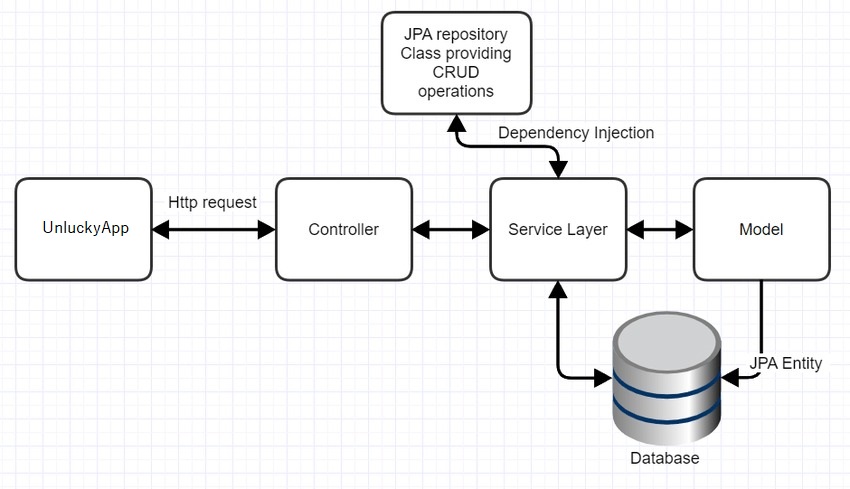 JPA repository
Class providing
CRUD
operations
Dependency Injection
Http request
UnluckyApp
Controller
Service Layer
Model
JPA Entity
Database